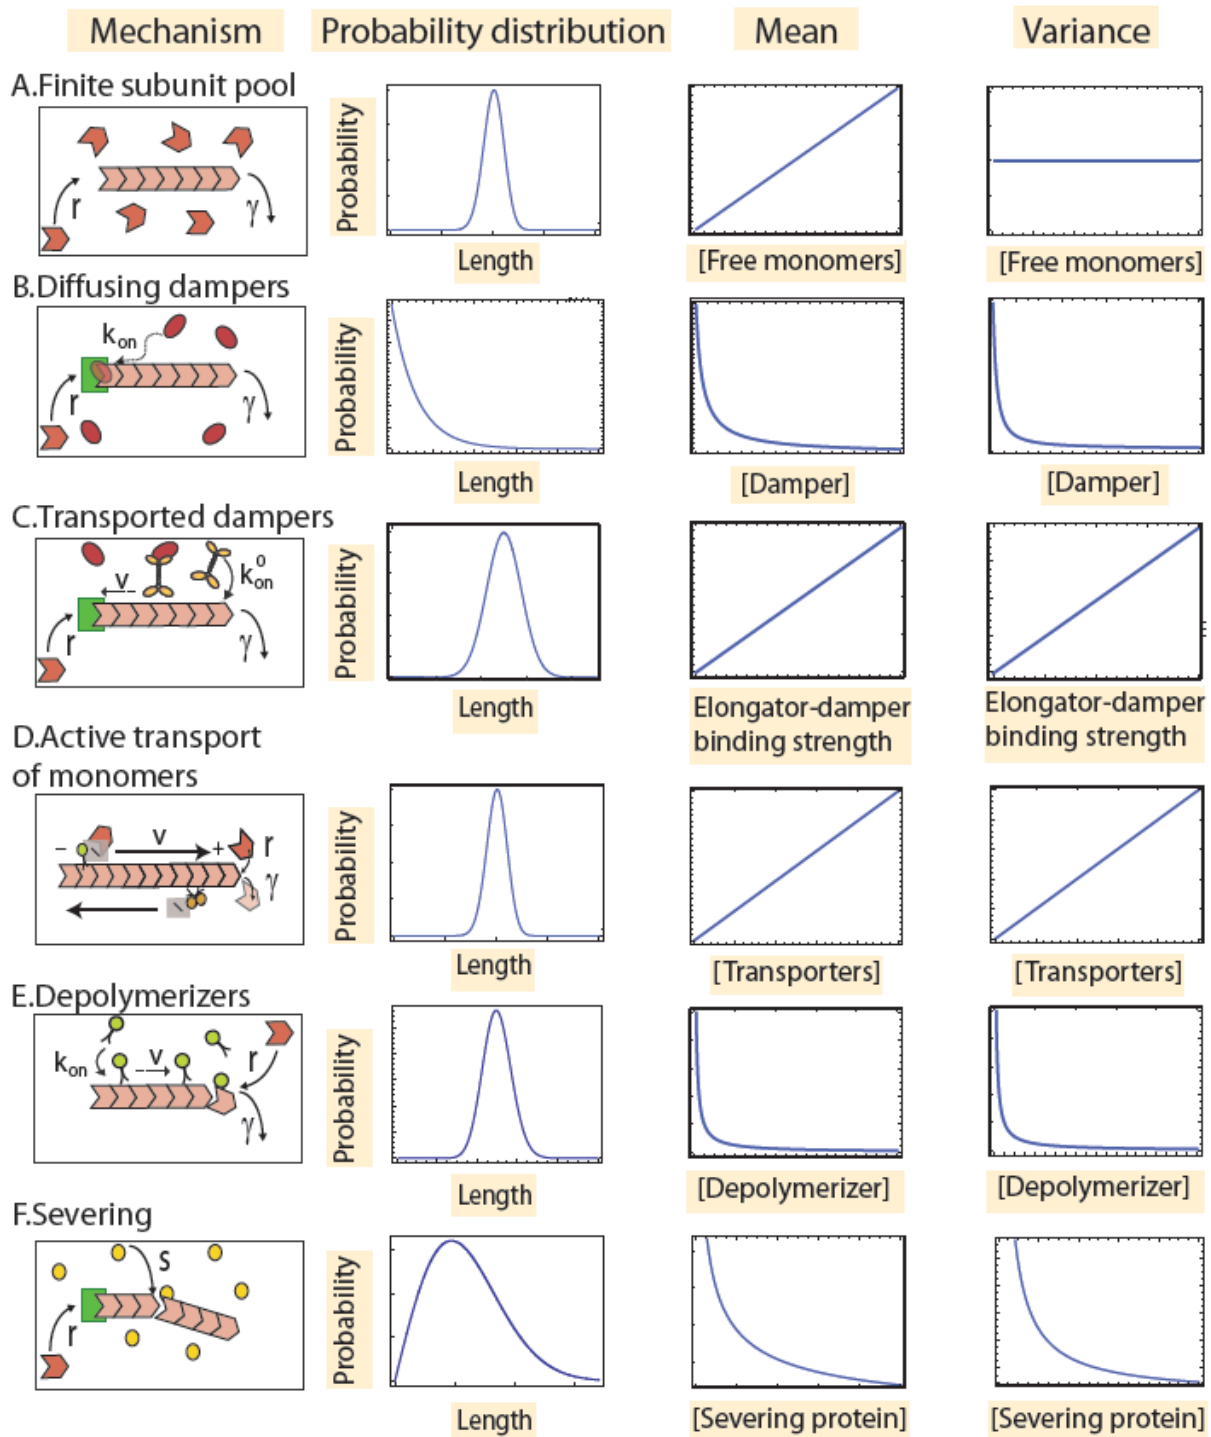 Mechanism Probability distribution Mean Variance
A.Finite subunit pool
r γ
Probability
Length
[Free monomers]
[Free monomers]
B.Diffusing dampers
kon
r γ
Probability
Length
[Damper]
[Damper]
C.Transported dampers
v
kon o
r γ
Probability
Length
Elongator-damper
binding strength
Elongator-damper
binding strength
D.Active transport
of monomers
− v + r
γ
Probability
Length
[Transporters]
[Transporters]
E.Depolymerizers
kon v r
γ
Probability
Length
[Depolymerizer]
[Depolymerizer]
F.Severing
s
r
Probability
Length
[Severing protein]
[Severing protein]